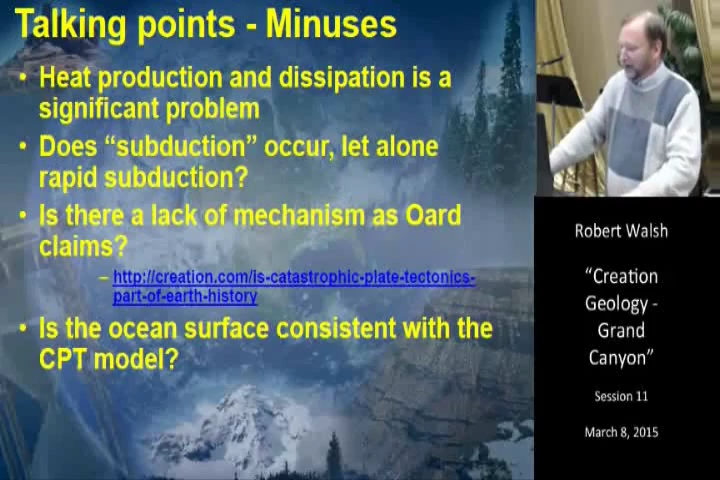 Talking points - Minuses
• Heat production and dissipation is a
significant problem
• Does “subduction” occur, let alone
rapid subduction?
• Is there a lack of mechanism as Oard
claims?
– http://creation.com/is-catastrophic-plate-tectonics-
part-of-earth-history
• Is the ocean surface consistent with the
CPT model?
Robert Walsh
“Creation
Geology -
Grand
Canyon”
Session 11
March 8, 2015